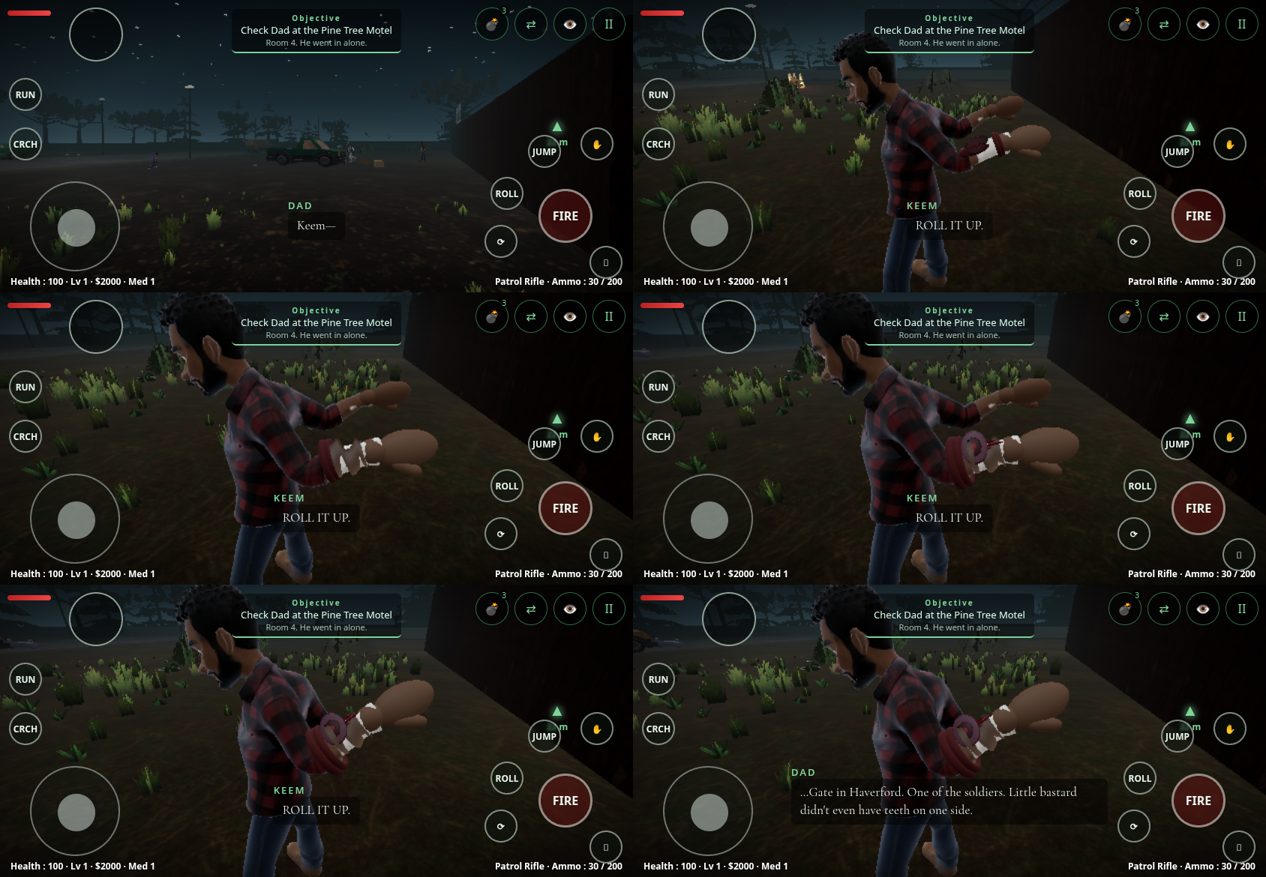 Objective
Check Dad at the Pine Tree Motel
Room 4. He went in alone.
3
II
RUN
CRCH
m
JUMP
ROLL
FIRE
DAD
Keem—
Health : 100 · Lv 1 · $2000 · Med 1
Patrol Rifle · Ammo : 30 / 200
Objective
Check Dad at the Pine Tree Motel
Room 4. He went in alone.
3
II
RUN
CRCH
m
JUMP
ROLL
FIRE
KEEM
ROLL IT UP.
Health : 100 · Lv 1 · $2000 · Med 1
Patrol Rifle · Ammo : 30 / 200
Objective
Check Dad at the Pine Tree Motel
Room 4. He went in alone.
3
II
RUN
CRCH
m
JUMP
ROLL
FIRE
KEEM
ROLL IT UP.
Health : 100 · Lv 1 · $2000 · Med 1
Patrol Rifle · Ammo : 30 / 200
Objective
Check Dad at the Pine Tree Motel
Room 4. He went in alone.
3
II
RUN
CRCH
m
JUMP
ROLL
FIRE
KEEM
ROLL IT UP.
Health : 100 · Lv 1 · $2000 · Med 1
Patrol Rifle · Ammo : 30 / 200
Objective
Check Dad at the Pine Tree Motel
Room 4. He went in alone.
3
II
RUN
CRCH
m
JUMP
ROLL
FIRE
KEEM
ROLL IT UP.
Health : 100 · Lv 1 · $2000 · Med 1
Patrol Rifle · Ammo : 30 / 200
Objective
Check Dad at the Pine Tree Motel
Room 4. He went in alone.
3
II
RUN
CRCH
m
JUMP
ROLL
FIRE
DAD
...Gate in Haverford. One of the soldiers. Little bastard
didn't even have teeth on one side.
Health : 100 · Lv 1 · $2000 · Med 1
Patrol Rifle · Ammo : 30 / 200